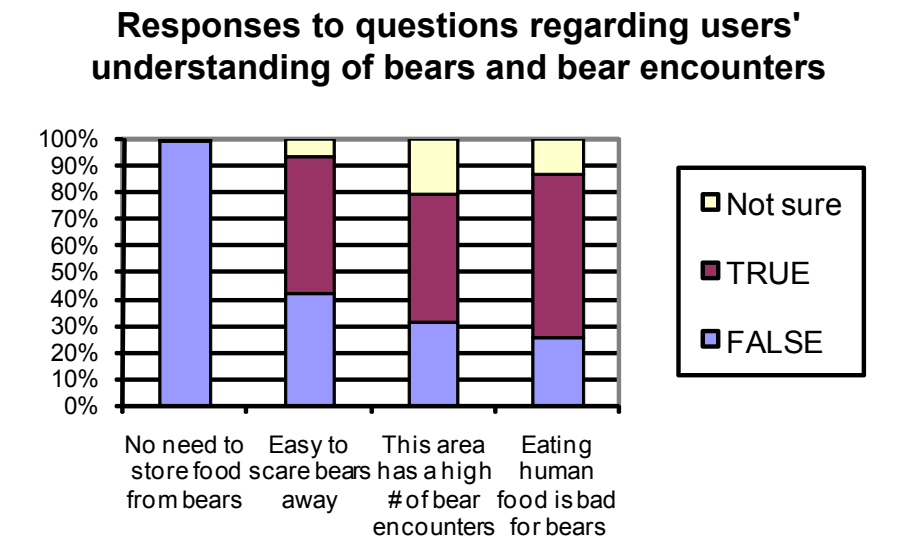 Responses to questions regarding users'
understanding of bears and bear encounters
100%
90%
80%
70%
60%
50%
40%
30%
20%
10%
0%
No need to
store food
from bears
Easy to
scare bears
away
This area
has a high
# of bear
encounters
Eating
human
food is bad
for bears
Not sure
TRUE
FALSE